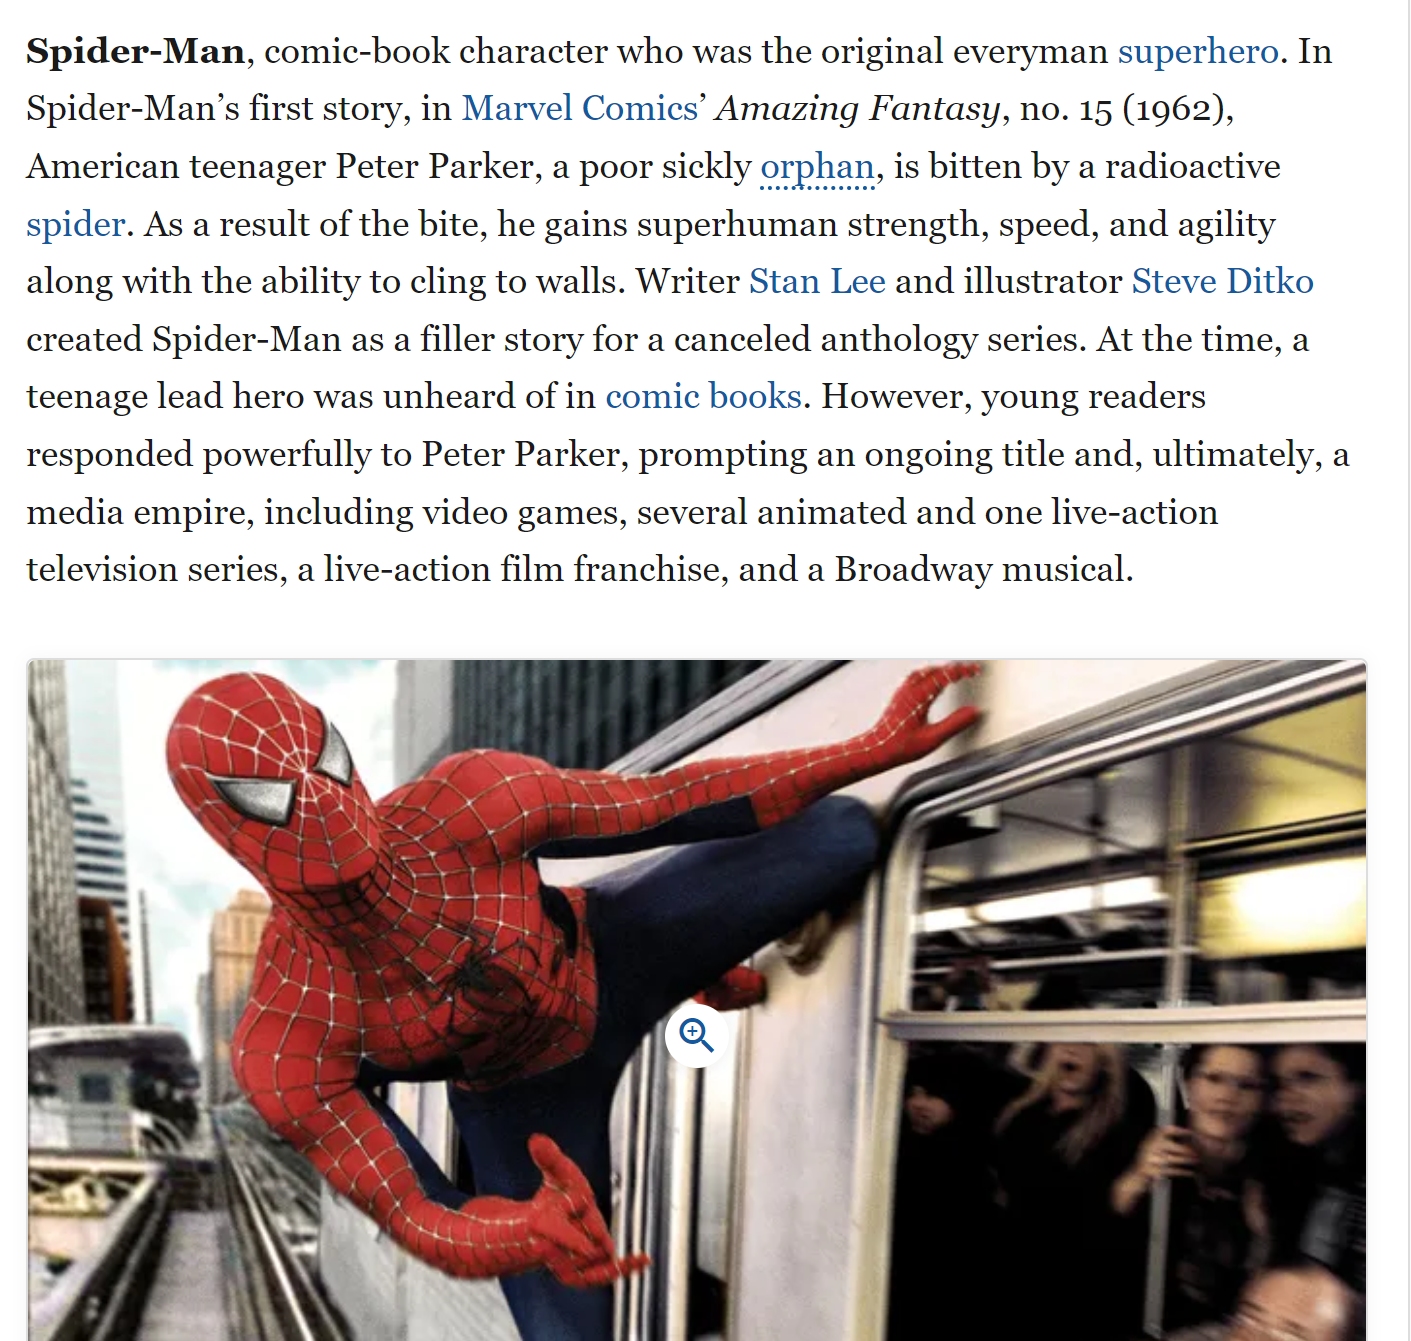 Spider-Man, comic-book character who was the original everyman superhero. In
Spider-Man’s first story, in Marvel Comics’ Amazing Fantasy, no. 15 (1962),
American teenager Peter Parker, a poor sickly orphan, is bitten by a radioactive
spider. As a result of the bite, he gains superhuman strength, speed, and agility
along with the ability to cling to walls. Writer Stan Lee and illustrator Steve Ditko
created Spider-Man as a filler story for a canceled anthology series. At the time, a
teenage lead hero was unheard of in comic books. However, young readers
responded powerfully to Peter Parker, prompting an ongoing title and, ultimately, a
media empire, including video games, several animated and one live-action
television series, a live-action film franchise, and a Broadway musical.